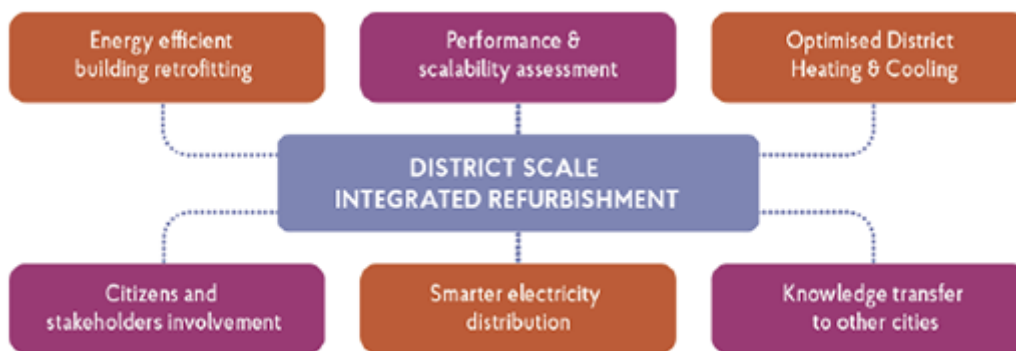 Energy efficient
building retrofitting
Performance &
scalability assessment
Optimised District
Heating & Cooling
DISTRICT SCALE
INTEGRATED REFURBISHMENT
Citizens and
stakeholders involvement
Smarter electricity
distribution
Knowledge transfer
to other cities